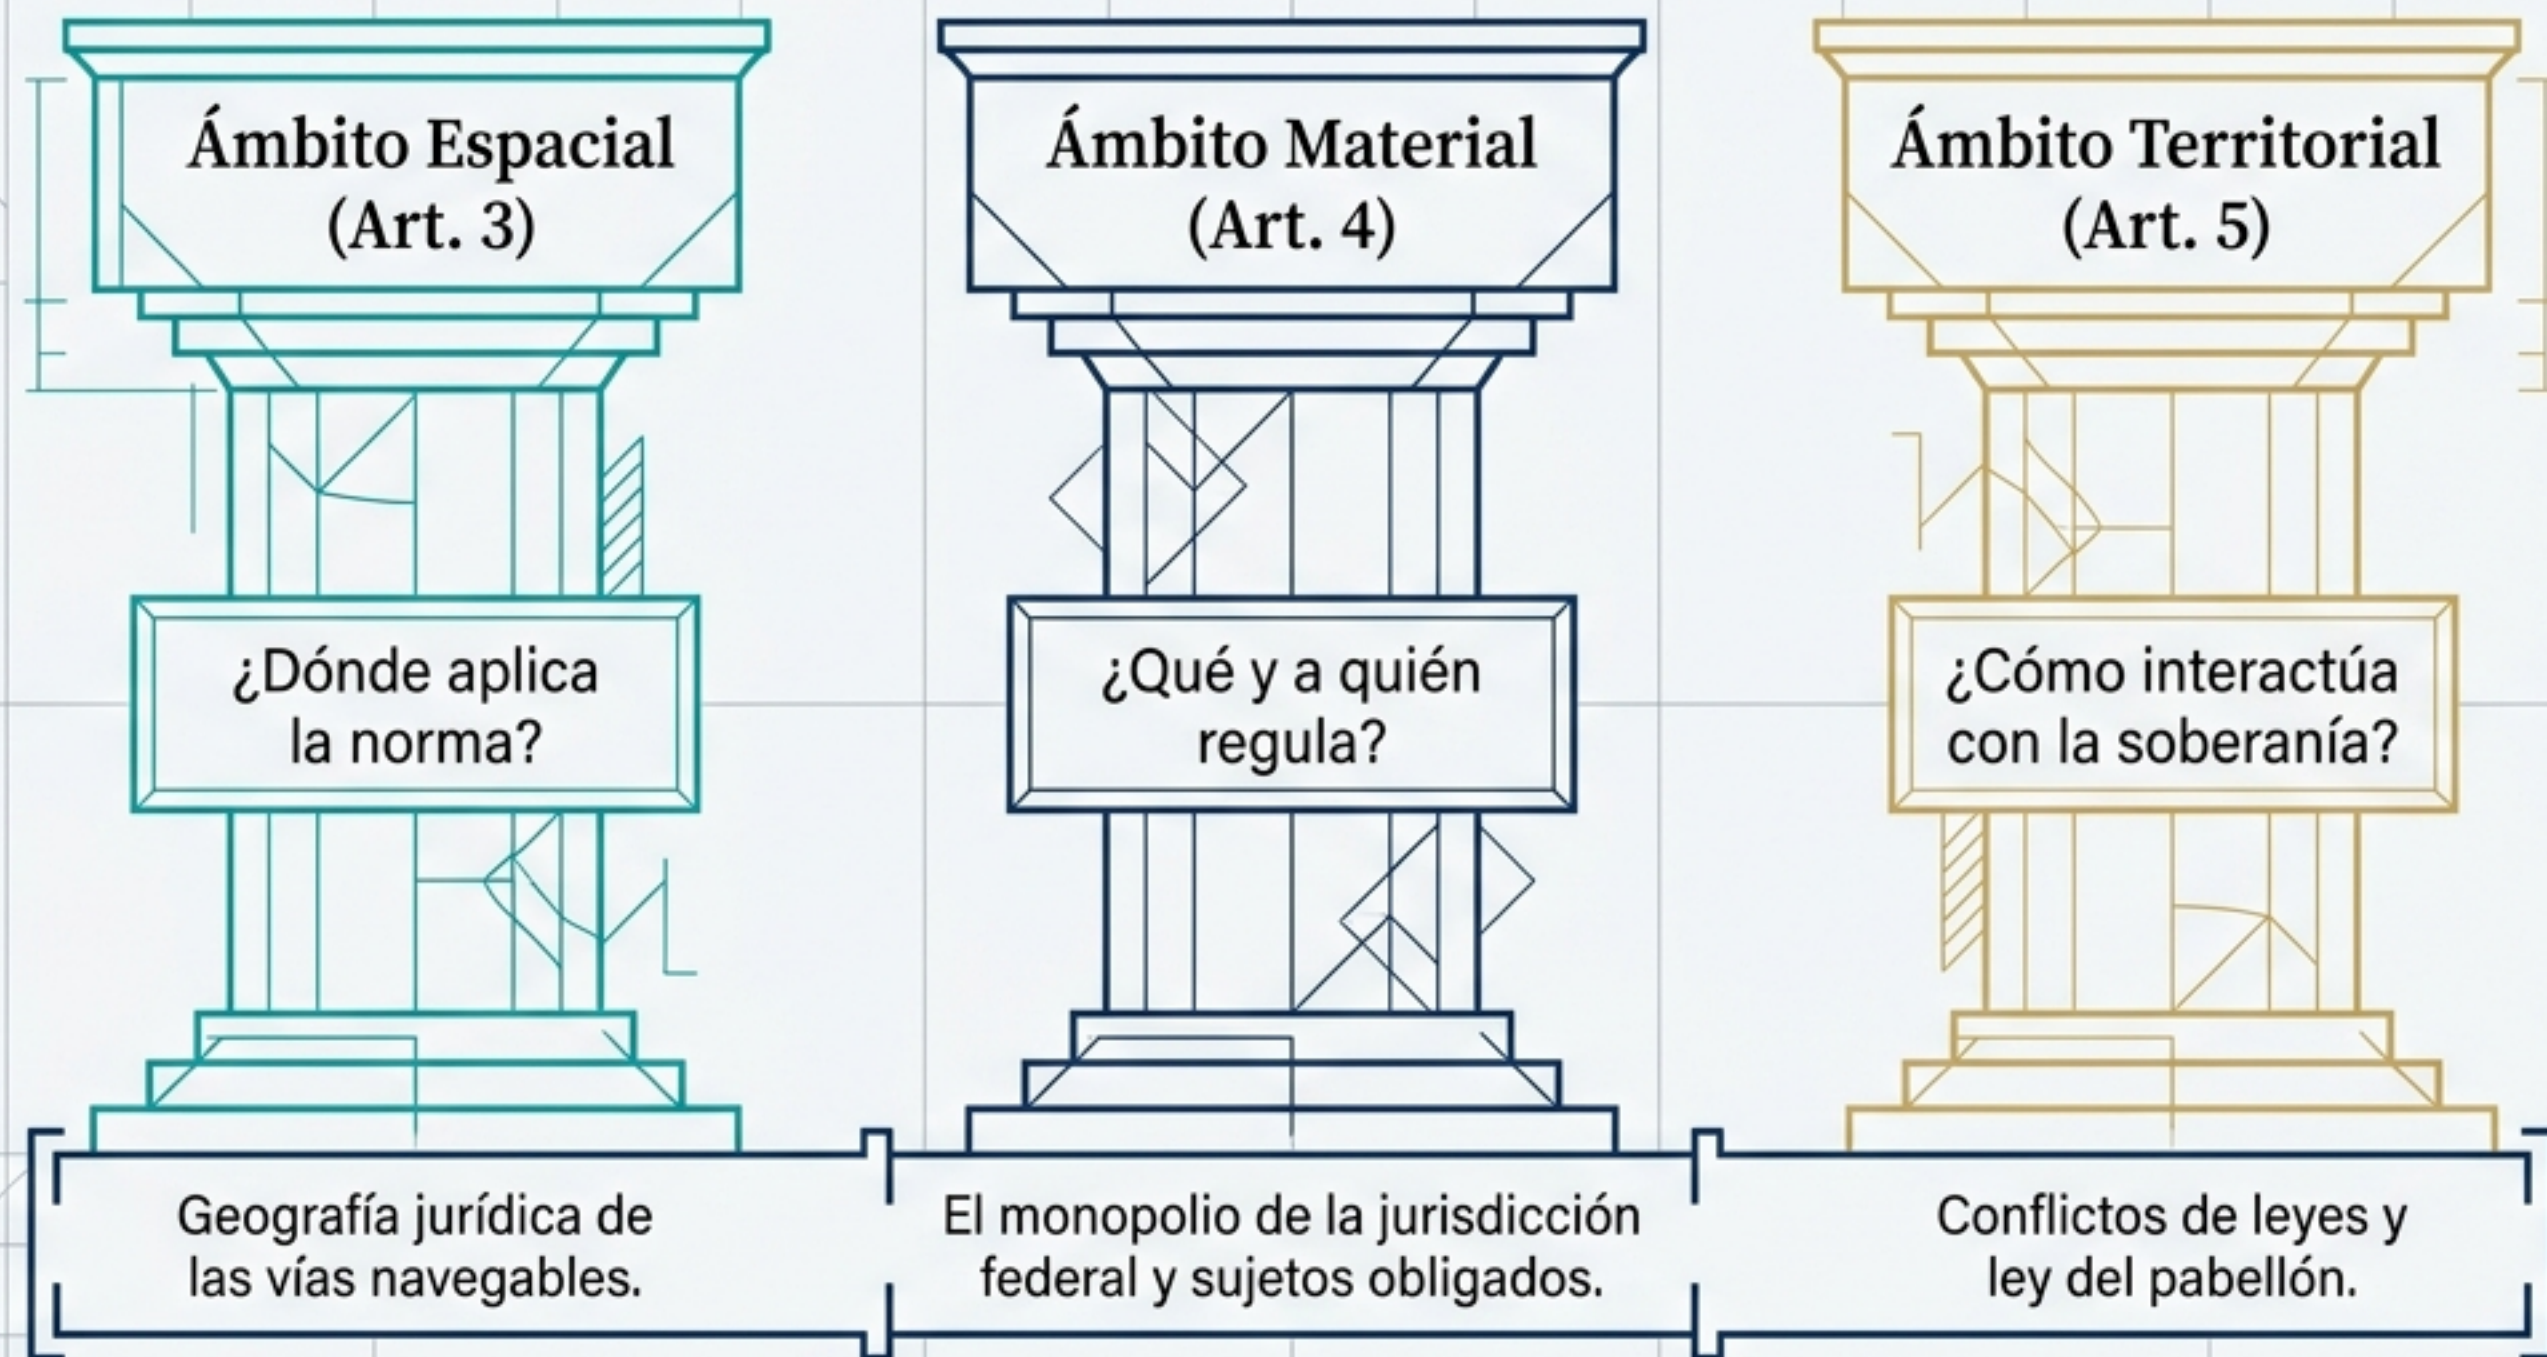 Ámbito Espacial
(Art. 3)
¿Dónde aplica
la norma?
Geografía jurídica de
las vías navegables.
Ámbito Material
(Art. 4)
¿Qué y a quién
regula?
El monopolio de la jurisdicción
federal y sujetos obligados.
Ámbito Territorial
(Art. 5)
¿Cómo interactúa
con la soberanía?
Conflictos de leyes y
ley del pabellón.